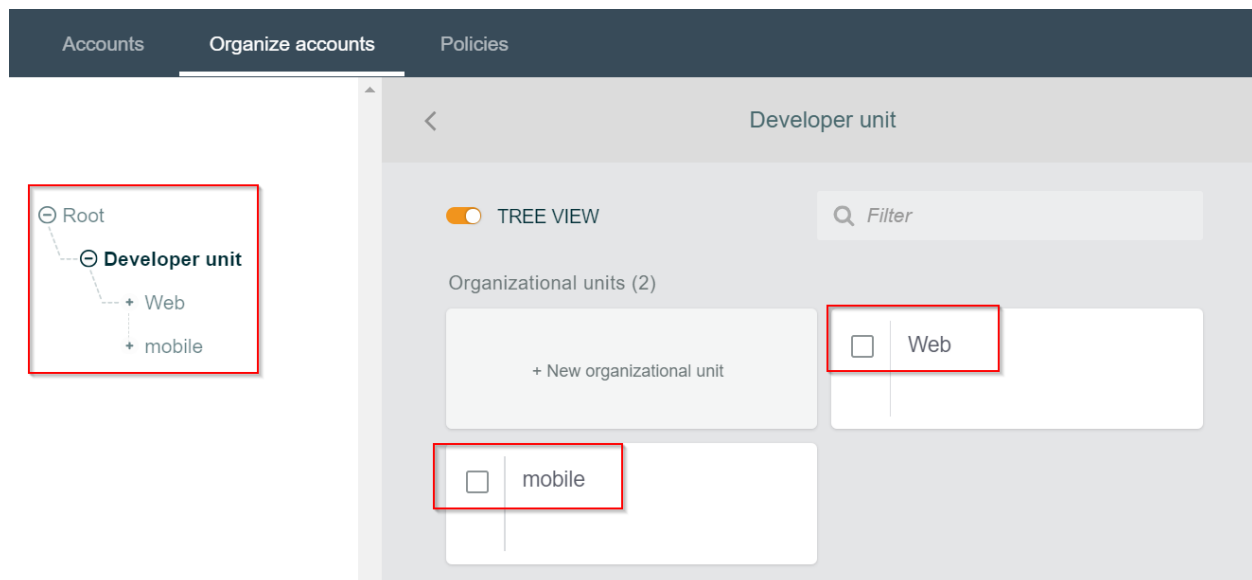 Accounts Organize accounts Policies
Developer unit
Root
Developer unit
Web
mobile
TREE VIEW
Filter
Organizational units (2)
+ New organizational unit
Web
mobile